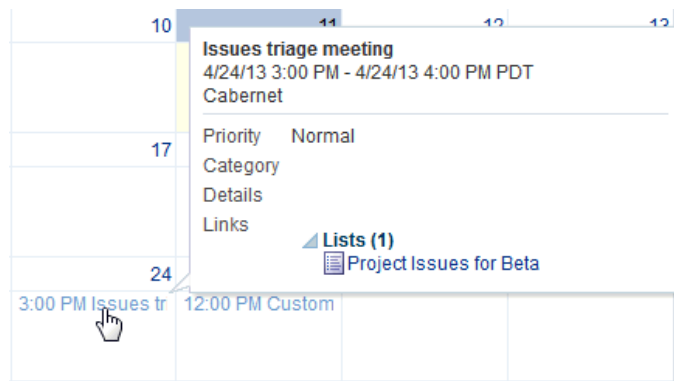 10 11 12 13
Issues triage meeting
4/24/13 3:00 PM - 4/24/13 4:00 PM PDT
Cabernet
Priority Normal
17
Category
Details
Links
Lists (1)
Project Issues for Beta
24
3:00 PM Issues tr 12:00 PM Custom